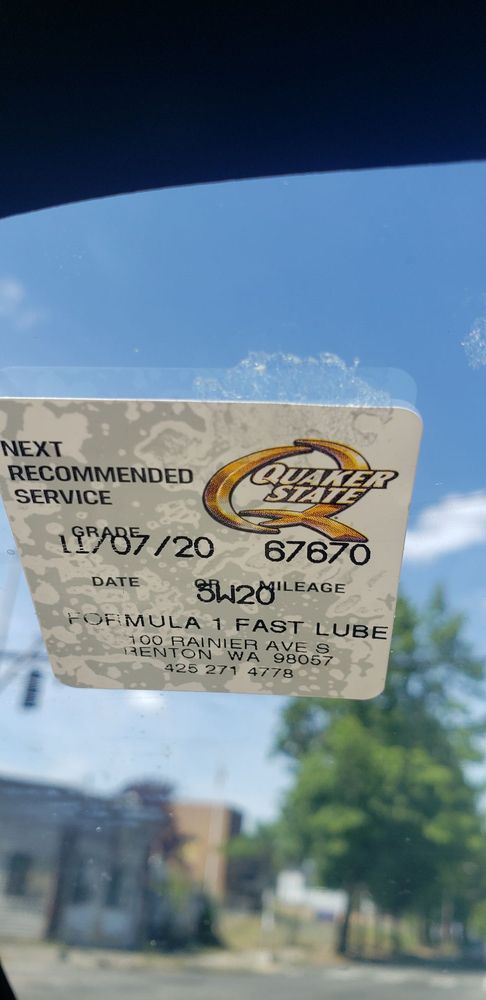 NEXT
RECOMMENDED
SERVICE
QUAKER
STATE
GRADE
11/07/20 67670
DATE OR MILEAGE
5W20
FORMULA 1 FAST LUBE
100 RAINIER AVE S
RENTON WA 98057
425 271 4778